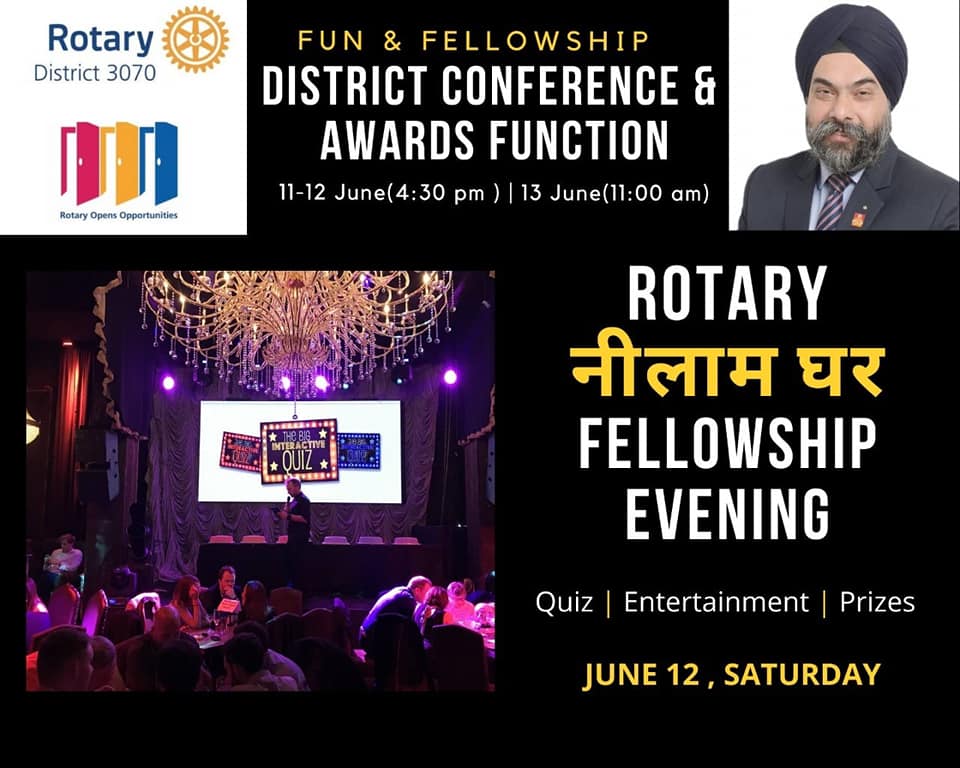 Rotary
District 3070
Rotary Opens Opportunities
FUN & FELLOWSHIP
DISTRICT CONFERENCE &
AWARDS FUNCTION
11-12 June(4:30 pm ) | 13 June(11:00 am)
THE BIG
INTERACTIVE
QUIZ
ROTARY
नीलाम घर
FELLOWSHIP
EVENING
Quiz | Entertainment | Prizes
JUNE 12 , SATURDAY